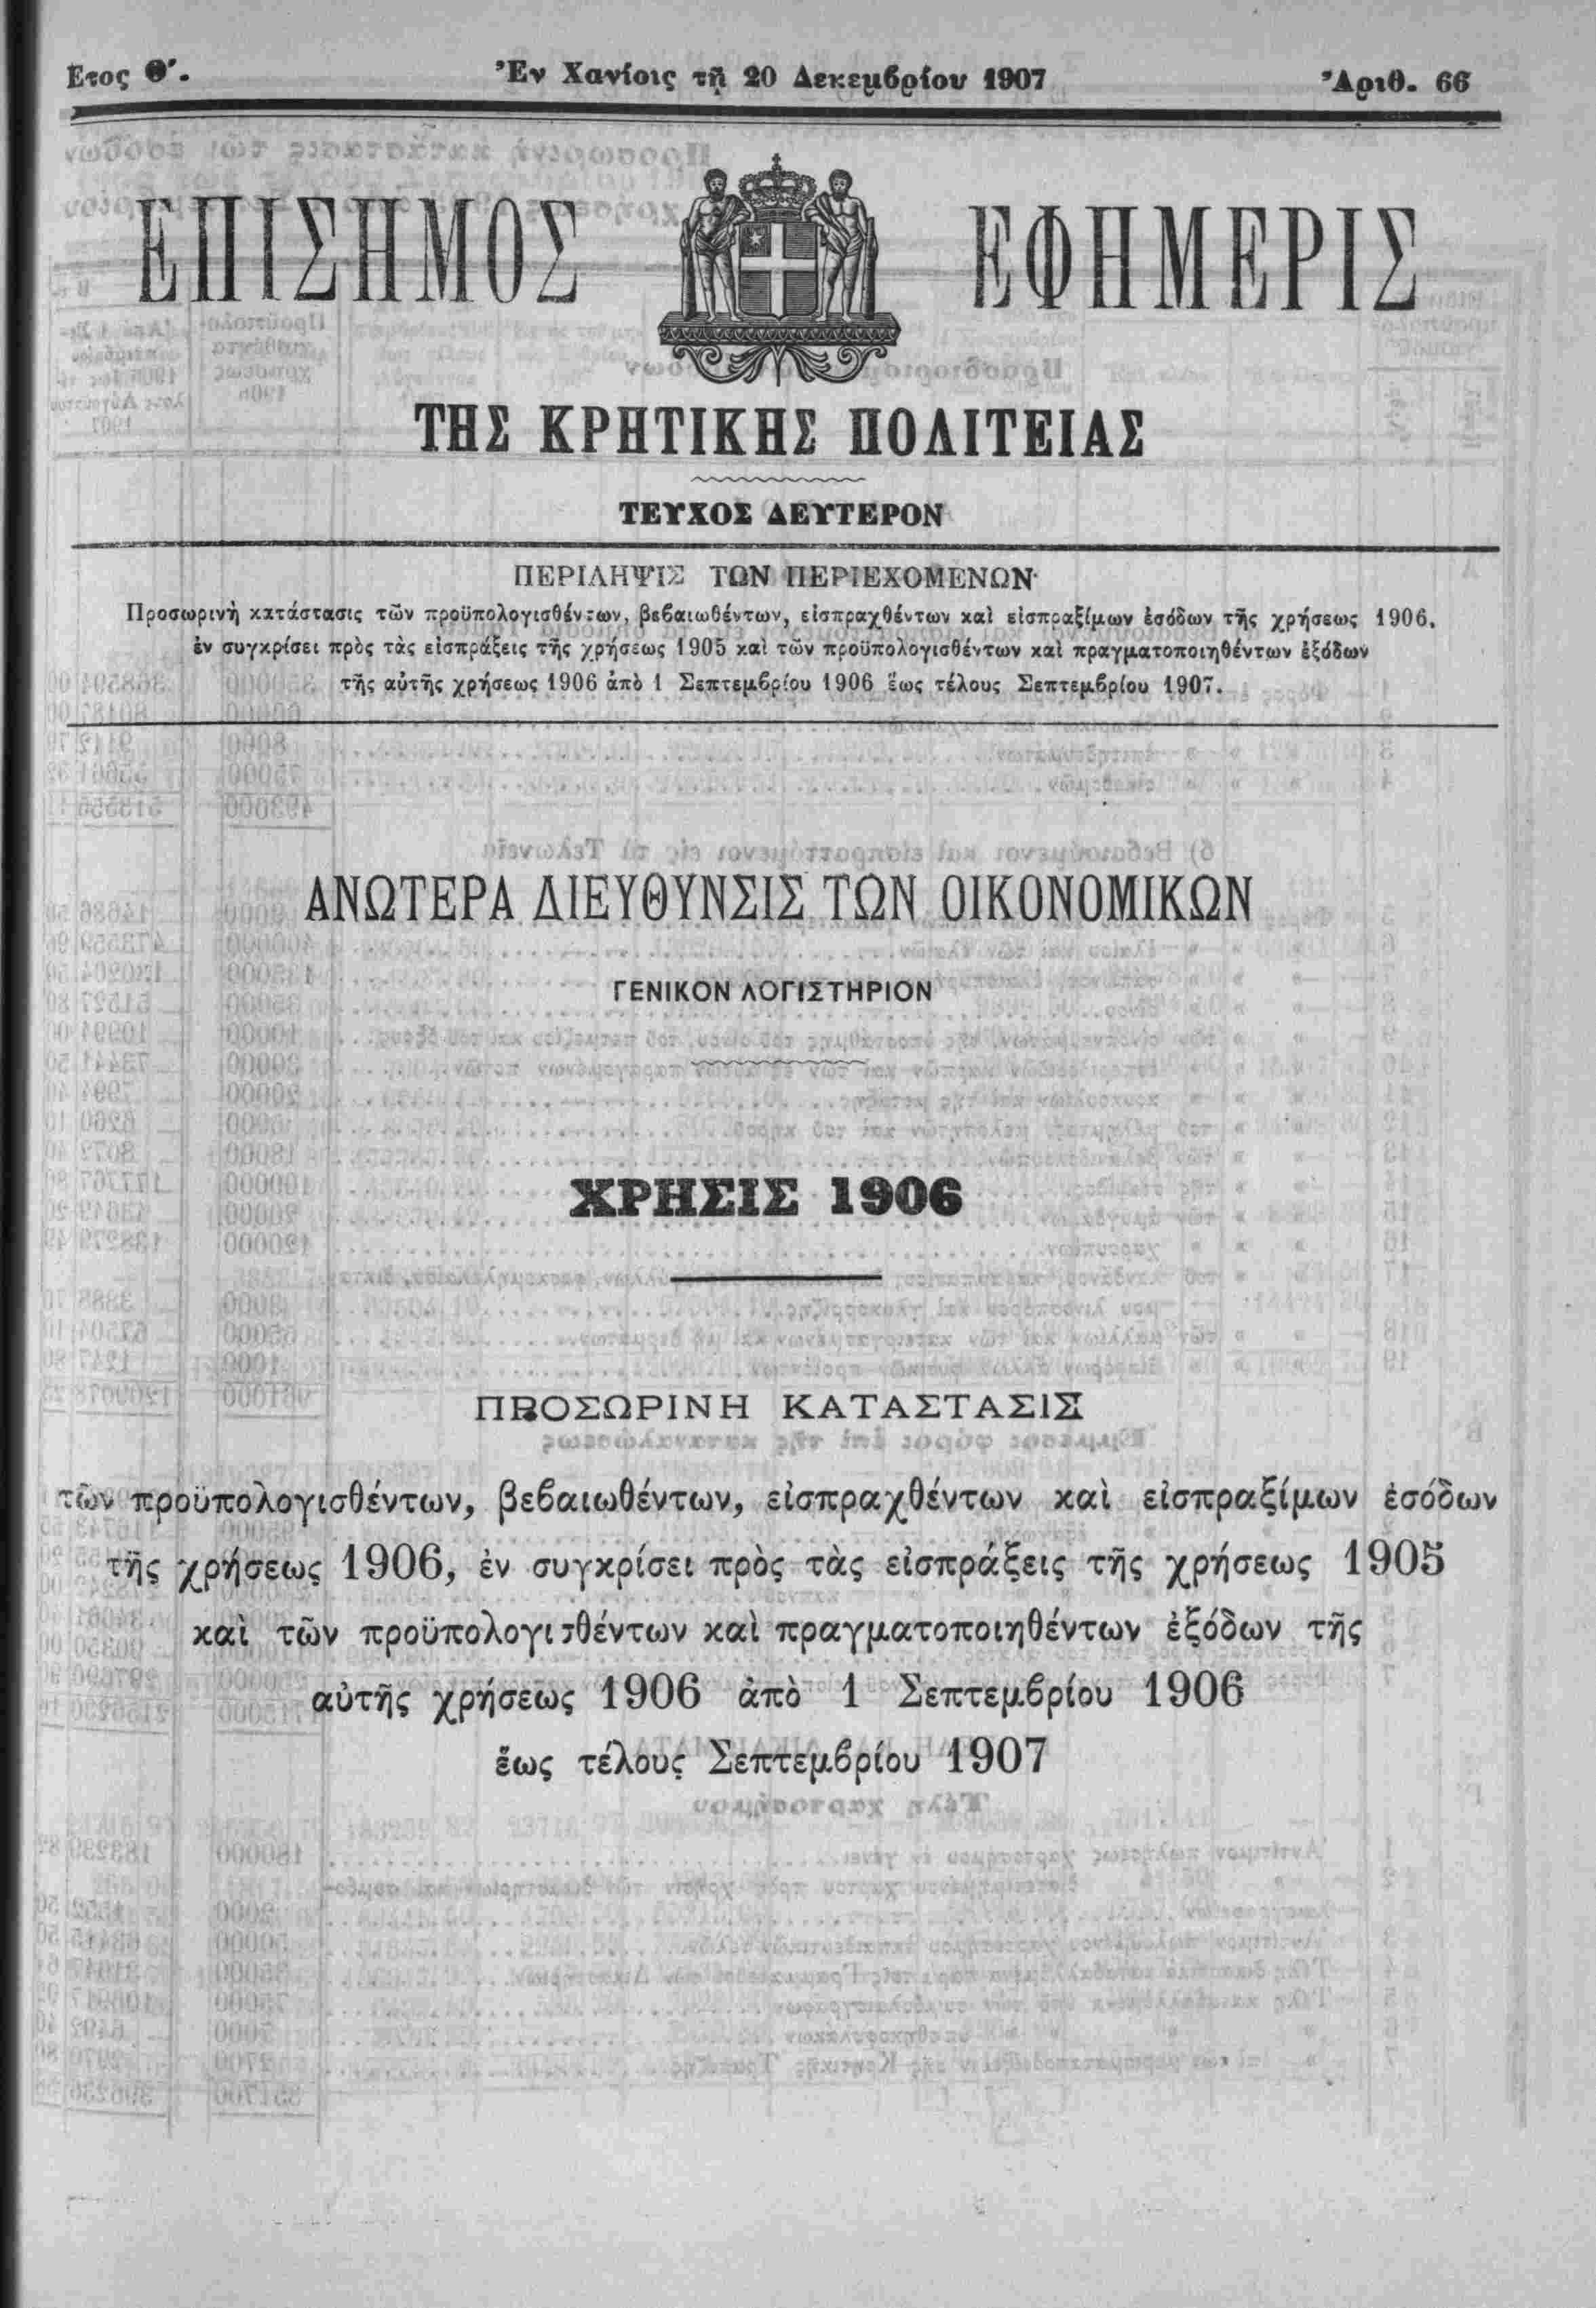 Ετος Θ΄. Ἐν Χανίοις τῇ 20 Δεκεμβρίου 1907 Ἀριθ. 66
ΕΠΙΣΗΜΟΣ ΕΦΗΜΕΡΙΣ
ΤΗΣ ΚΡΗΤΙΚΗΣ ΠΟΛΙΤΕΙΑΣ
ΤΕΥΧΟΣ ΔΕΥΤΕΡΟΝ
ΠΕΡΙΛΗΨΙΣ ΤΩΝ ΠΕΡΙΕΧΟΜΕΝΩΝ
Προσωρινὴ κατάστασις τῶν προϋπολογισθέντων, βεβαιωθέντων, εἰσπραχθέντων καὶ εἰσπραξίμων ἐσόδων τῆς χρήσεως 1906,
ἐν συγκρίσει πρὸς τὰς εἰσπράξεις τῆς χρήσεως 1905 καὶ τῶν προϋπολογισθέντων καὶ πραγματοποιηθέντων ἐξόδων
τῆς αὐτῆς χρήσεως 1906 ἀπὸ 1 Σεπτεμβρίου 1906 ἕως τέλους Σεπτεμβρίου 1907.
ΑΝΩΤΕΡΑ ΔΙΕΥΘΥΝΣΙΣ ΤΩΝ ΟΙΚΟΝΟΜΙΚΩΝ
ΓΕΝΙΚΟΝ ΛΟΓΙΣΤΗΡΙΟΝ
ΧΡΗΣΙΣ 1906
ΠΡΟΣΩΡΙΝΗ ΚΑΤΑΣΤΑΣΙΣ
τῶν προϋπολογισθέντων, βεβαιωθέντων, εἰσπραχθέντων καὶ εἰσπραξίμων ἐσόδων
τῆς χρήσεως 1906, ἐν συγκρίσει πρὸς τὰς εἰσπράξεις τῆς χρήσεως 1905
καὶ τῶν προϋπολογισθέντων καὶ πραγματοποιηθέντων ἐξόδων τῆς
αὐτῆς χρήσεως 1906 ἀπὸ 1 Σεπτεμβρίου 1906
ἕως τέλους Σεπτεμβρίου 1907